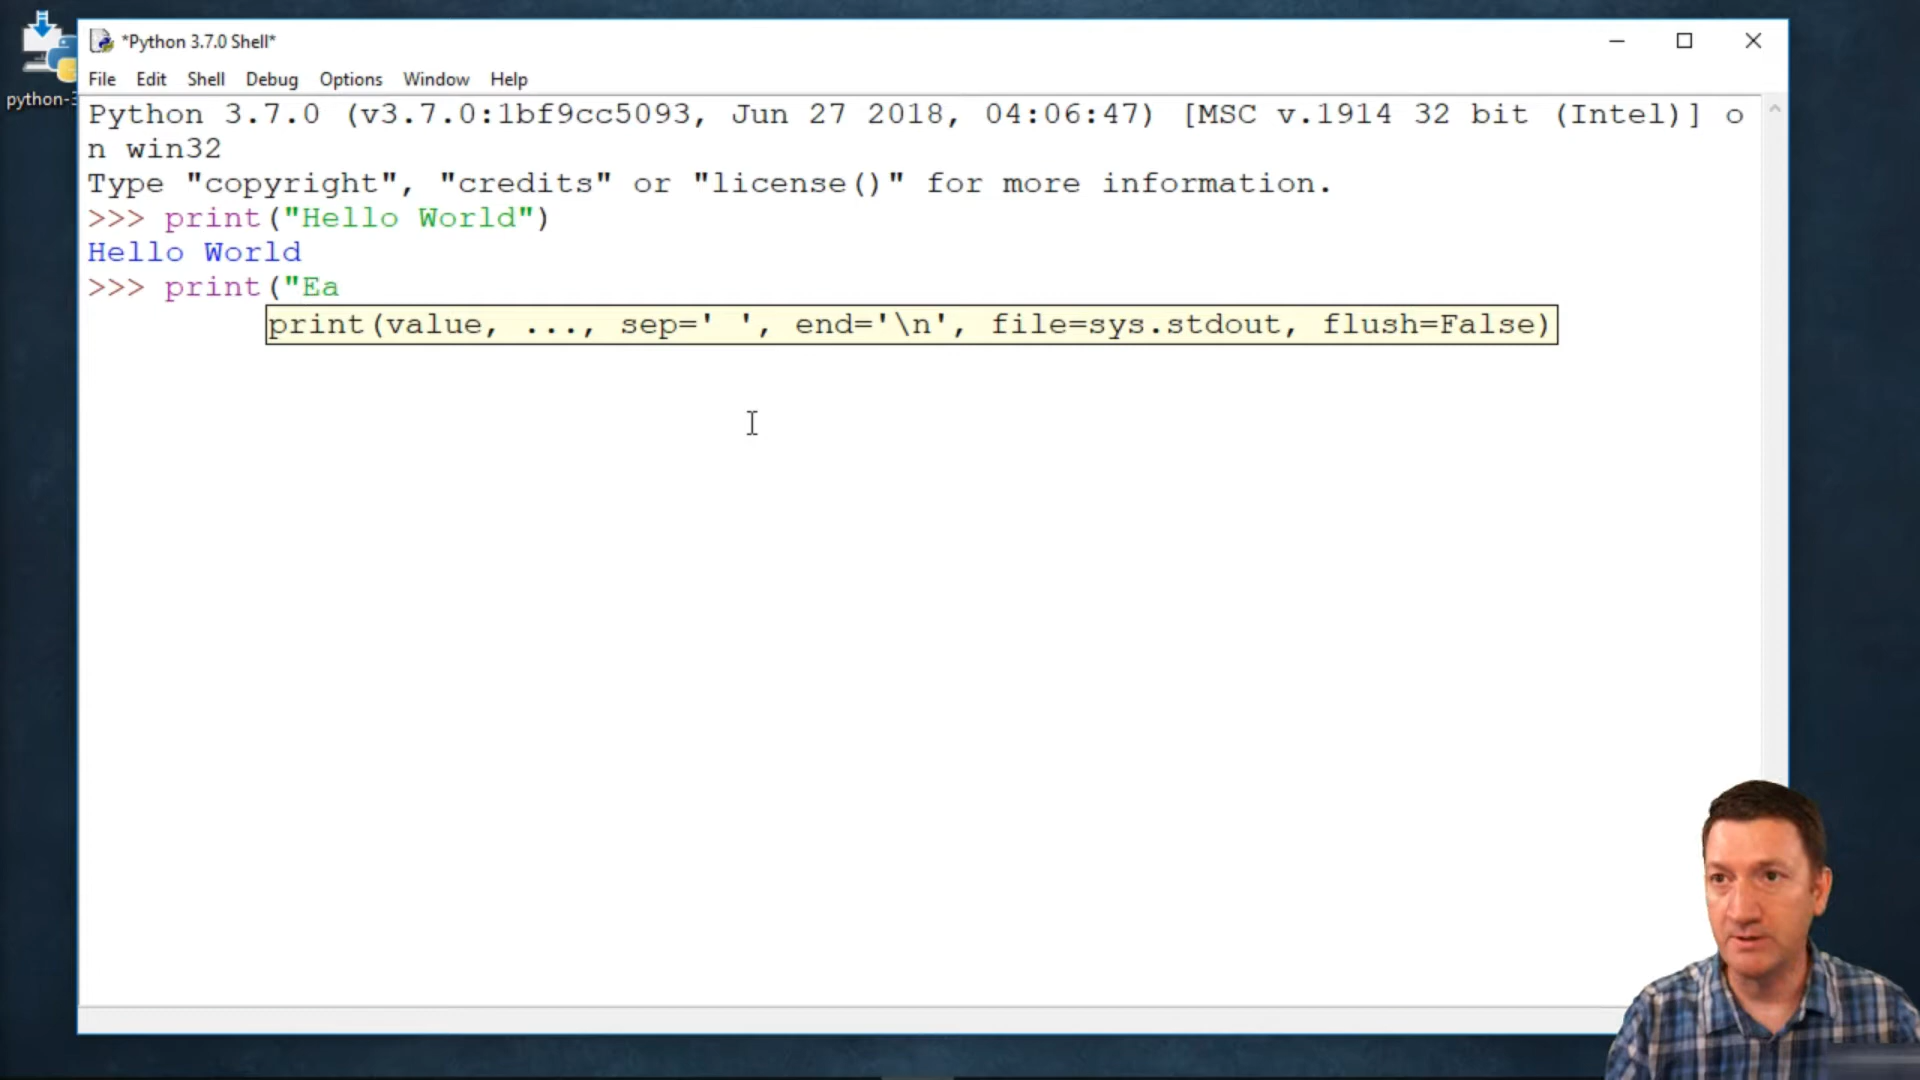 python-3
*Python 3.7.0 Shell*
File Edit Shell Debug Options Window Help
Python 3.7.0 (v3.7.0:1bf9cc5093, Jun 27 2018, 04:06:47) [MSC v.1914 32 bit (Intel)] o
n win32
Type "copyright", "credits" or "license()" for more information.
>>> print("Hello World")
Hello World
>>> print("Ea
print(value, ..., sep=' ', end='\n', file=sys.stdout, flush=False)